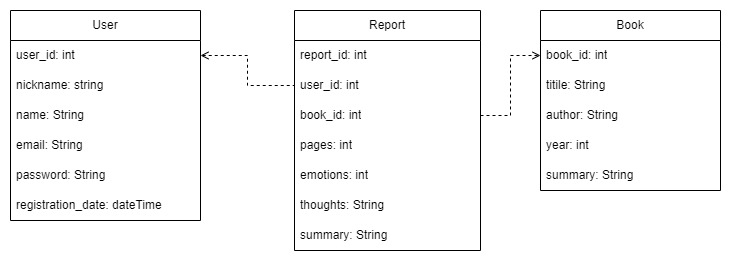 User
user_id: int
nickname: string
name: String
email: String
password: String
registration_date: dateTime
Report
report_id: int
user_id: int
book_id: int
pages: int
emotions: int
thoughts: String
summary: String
Book
book_id: int
titile: String
author: String
year: int
summary: String